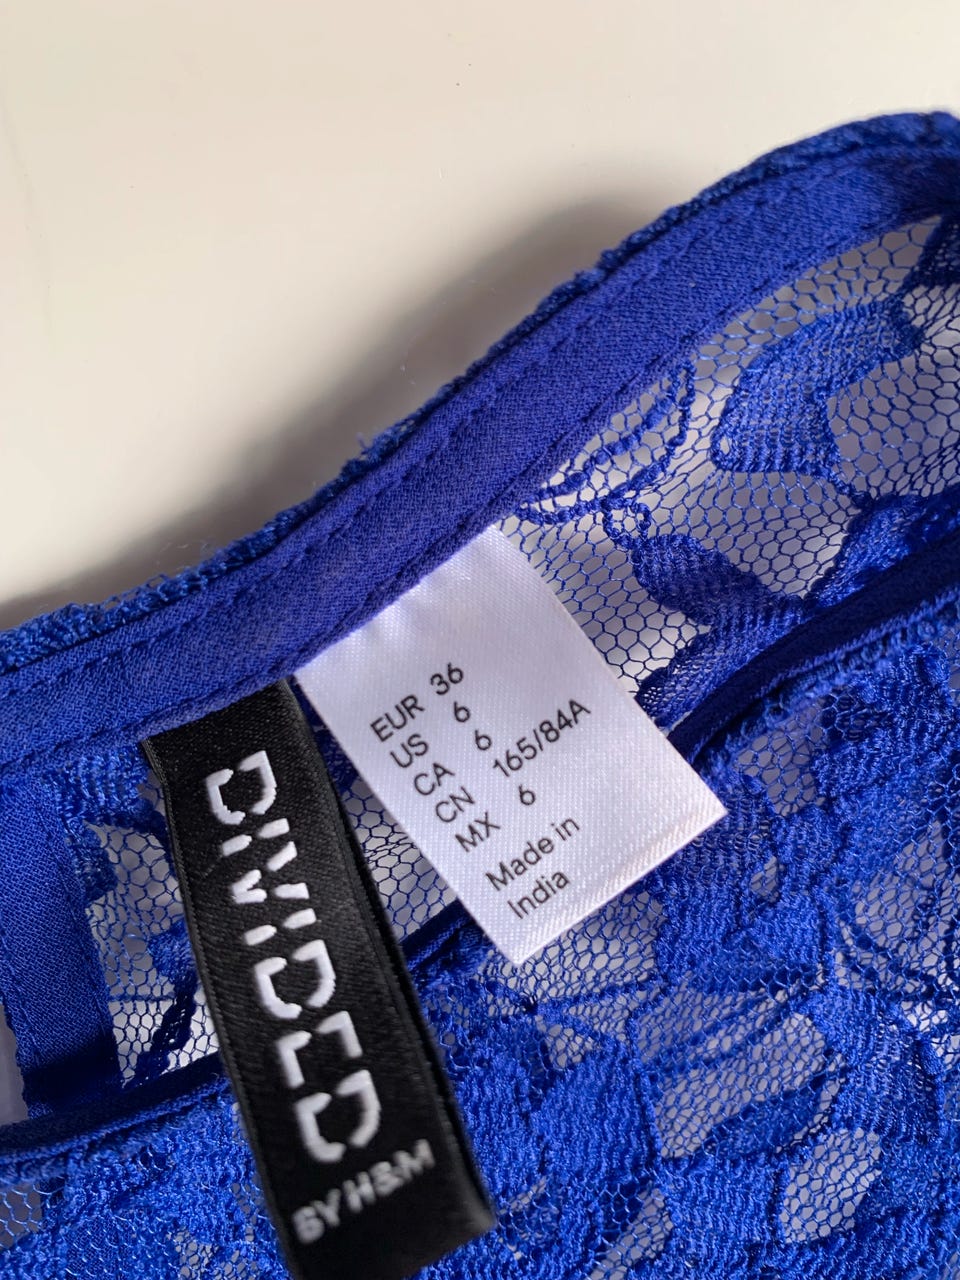 DIVIDED
BY H&M
EUR 36
US 6
CA 6
CN 165/84A
MX 6
Made in
India